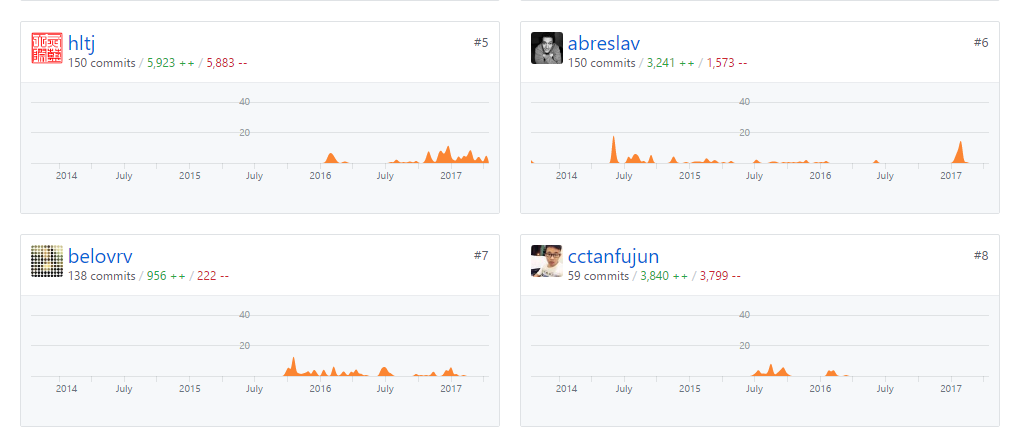 hltj #5
150 commits / 5,923 ++ / 5,883 --
40
20
2014 July 2015 July 2016 July 2017
abreslav #6
150 commits / 3,241 ++ / 1,573 --
40
20
2014 July 2015 July 2016 July 2017
belovrv #7
138 commits / 956 ++ / 222 --
40
20
2014 July 2015 July 2016 July 2017
cctanfujun #8
59 commits / 3,840 ++ / 3,799 --
40
20
2014 July 2015 July 2016 July 2017